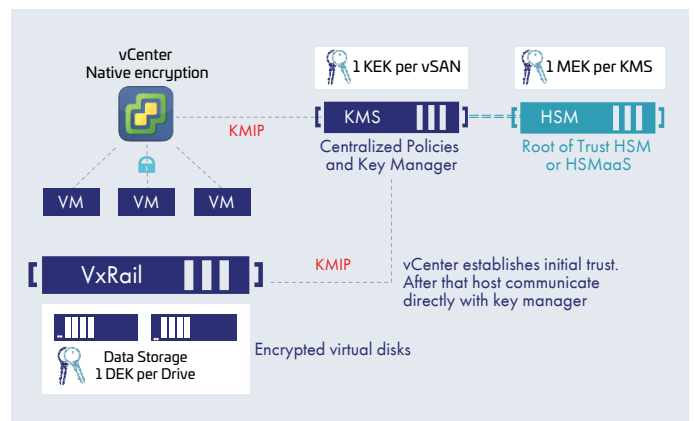 vCenter
Native encryption
1 KEK per vSAN
1 MEK per KMS
KMIP
KMS
HSM
Centralized Policies
and Key Manager
Root of Trust HSM
or HSMaaS
VM
VM
VM
VxRail
KMIP
vCenter establishes initial trust.
After that host communicate
directly with key manager
Data Storage
1 DEK per Drive
Encrypted virtual disks